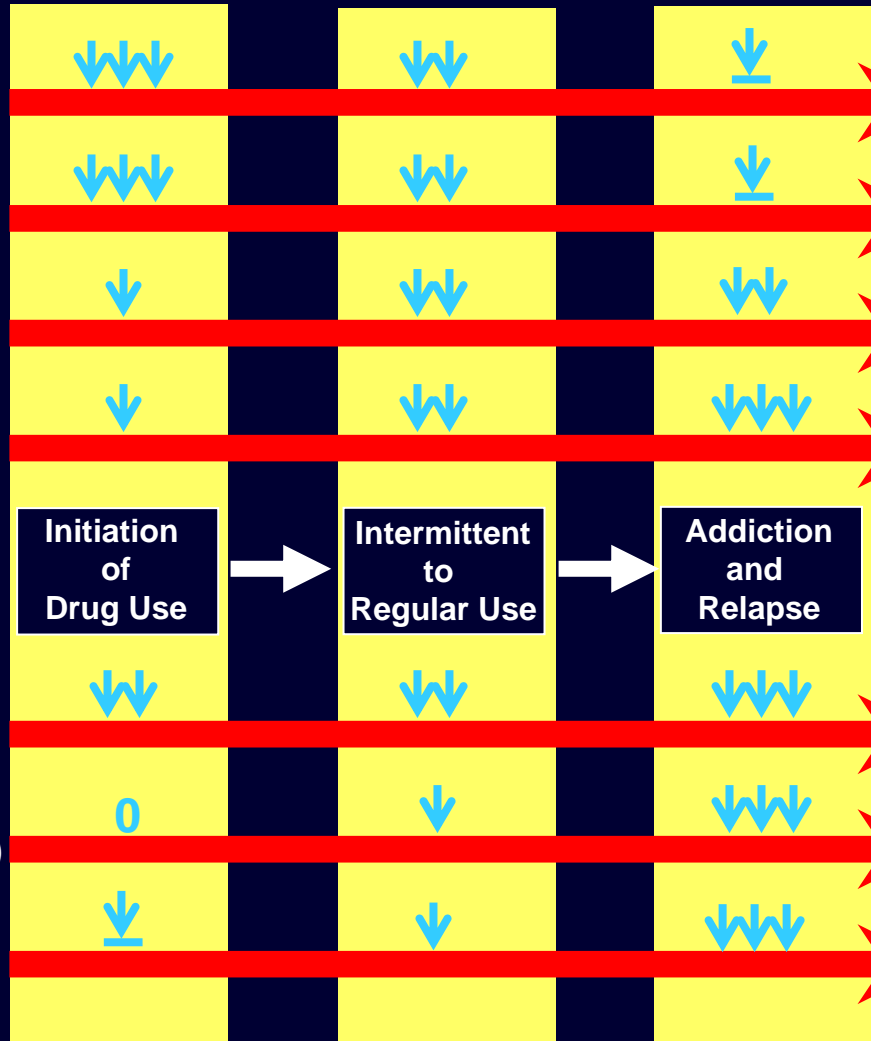 Initiation
of
Drug Use
Intermittent
to
Regular Use
Addiction
and
Relapse
0
)